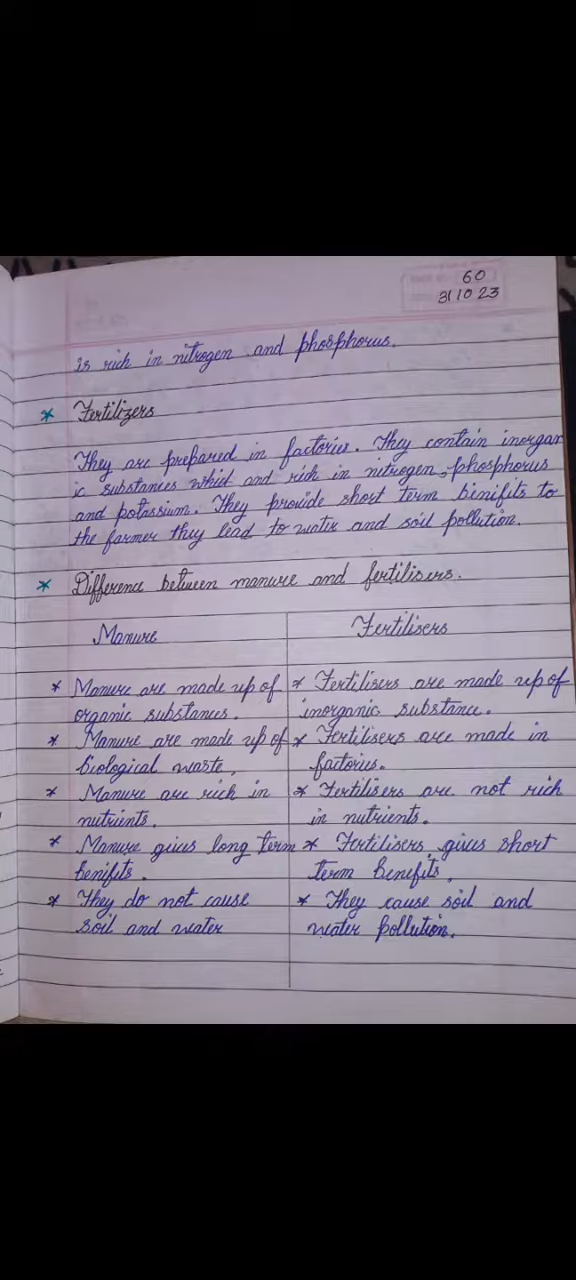 60
31 10 23
is rich in nitrogen and phosphorus.
* Fertilizers
They are prepared in factories. They contain inorgan
ic substances whid and rich in nitrogen, phosphorus
and potassium. They provide short term binifits to
the farmer they lead to water and soil pollution.
* Difference between manure and fertilisers.
Manure
Fertilisers
* Manure are made up of
organic substances.
* Fertilisers are made up of
inorganic substance.
* Manure are made up of
biological waste.
* Fertilisers are made in
factories.
* Manure are rich in
nutrients.
* Fertilisers are not rich
in nutrients.
* Manure gives long term
benifits.
* Fertilisers gives short
term benefits.
* They do not cause
soil and water
* They cause soil and
water pollution.